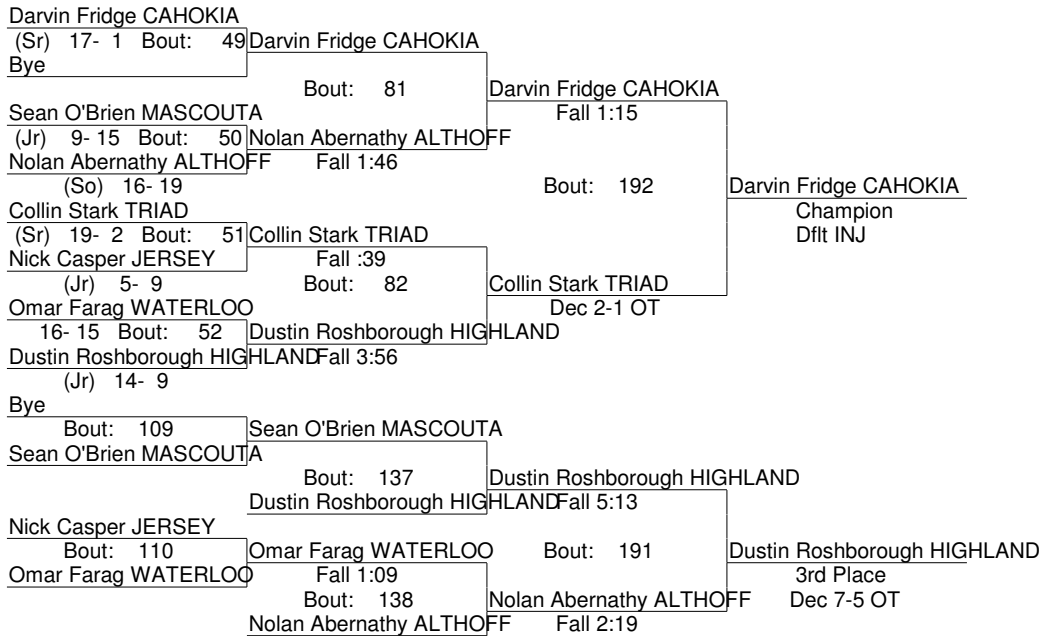 Darvin Fridge CAHOKIA
(Sr) 17- 1 Bout: 49 Darvin Fridge CAHOKIA
Bye
Bout: 81 Darvin Fridge CAHOKIA
Sean O'Brien MASCOUTA Fall 1:15
(Jr) 9- 15 Bout: 50 Nolan Abernathy ALTHOFF
Nolan Abernathy ALTHOFF Fall 1:46
(So) 16- 19 Bout: 192 Darvin Fridge CAHOKIA
Collin Stark TRIAD Champion
(Sr) 19- 2 Bout: 51 Collin Stark TRIAD Dflt INJ
Nick Casper JERSEY Fall :39
(Jr) 5- 9 Bout: 82 Collin Stark TRIAD
Omar Farag WATERLOO Dec 2-1 OT
16- 15 Bout: 52 Dustin Roshborough HIGHLAND
Dustin Roshborough HIGHLAND Fall 3:56
(Jr) 14- 9
Bye
Bout: 109 Sean O'Brien MASCOUTA
Sean O'Brien MASCOUTA
Bout: 137 Dustin Roshborough HIGHLAND
Dustin Roshborough HIGHLAND Fall 5:13
Nick Casper JERSEY
Bout: 110 Omar Farag WATERLOO Bout: 191 Dustin Roshborough HIGHLAND
Omar Farag WATERLOO Fall 1:09 3rd Place
Bout: 138 Nolan Abernathy ALTHOFF Dec 7-5 OT
Nolan Abernathy ALTHOFF Fall 2:19